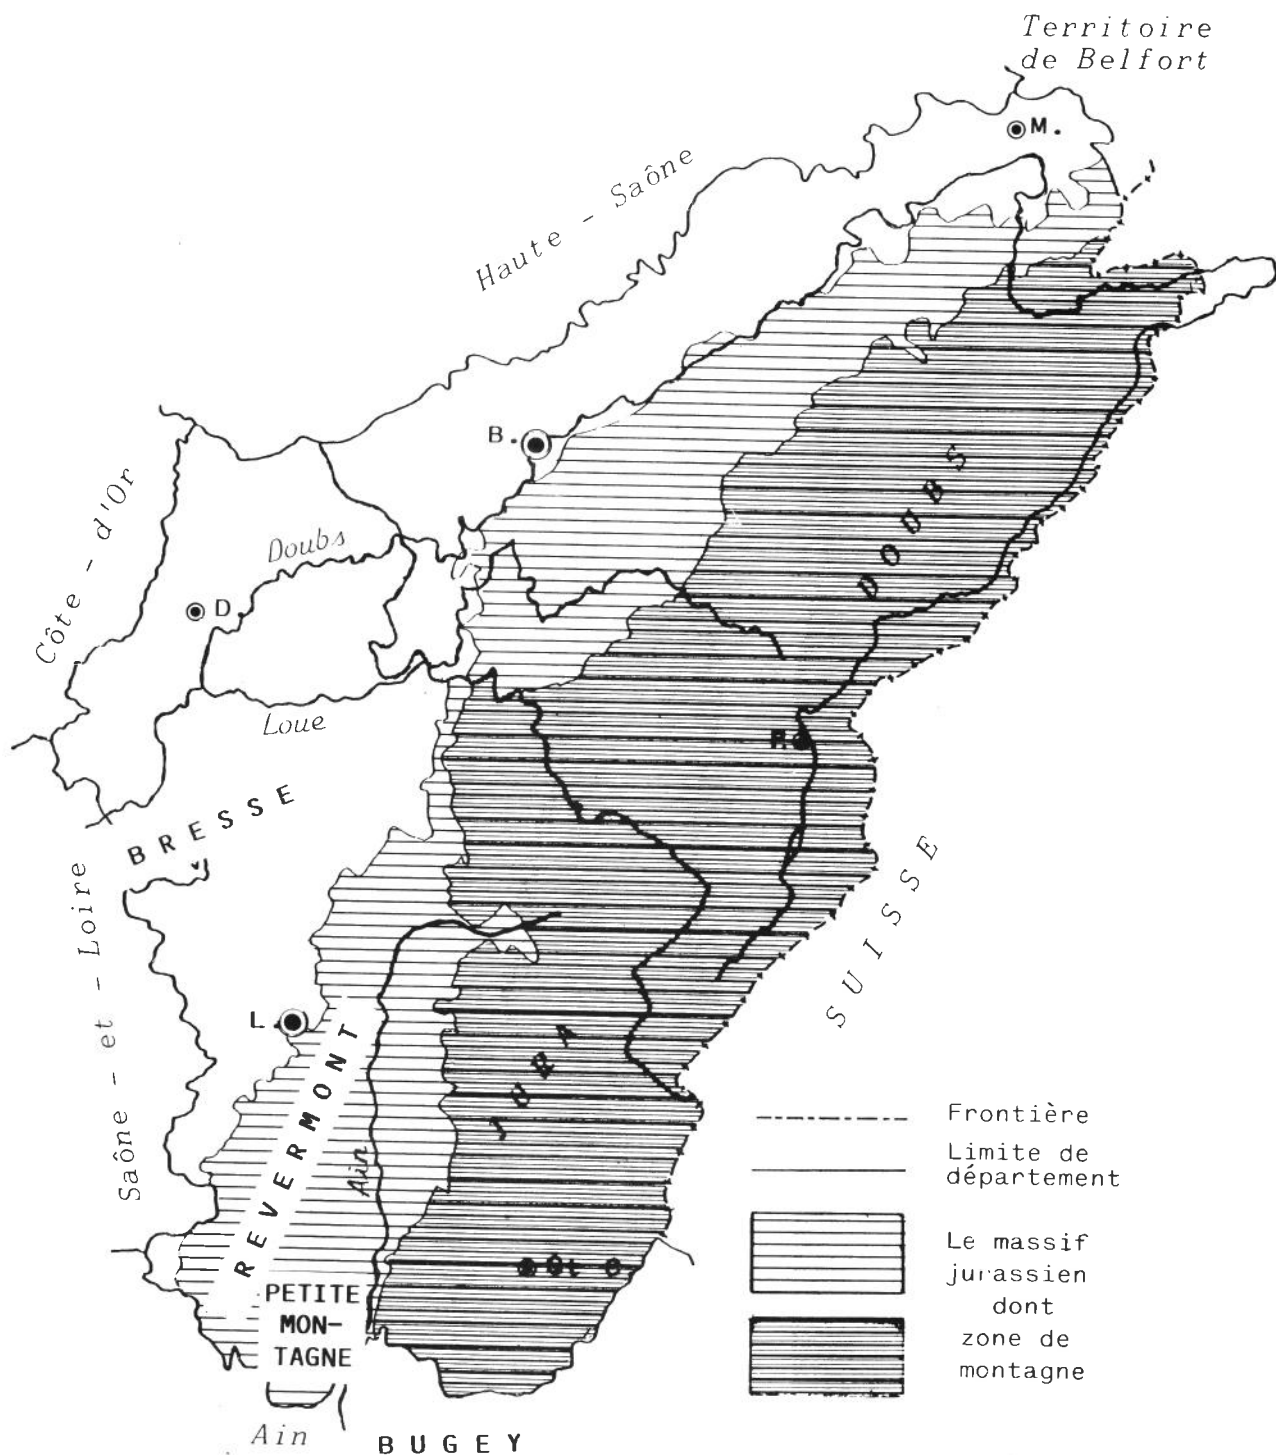 Territoire
de Belfort
M.
Haute - Saône
B.
Côte - d'Or
Doubs
DOUBS
D.
Loue
P.
BRESSE
Saône - et - Loire
SUISSE
L.
REVERMONT
JURA
Ain
St C
PETITE
MON-
TAGNE
Ain
BUGEY
Frontière
Limite de
département
Le massif
jurassien
dont
zone de
montagne